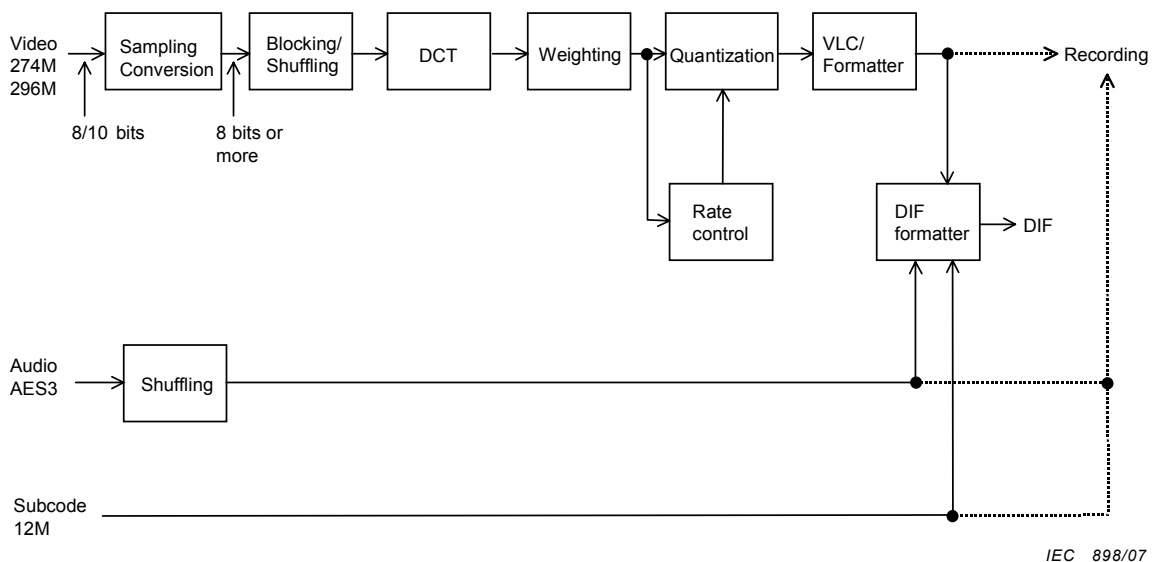 Video
274M
296M
Sampling
Conversion
Blocking/
Shuffling
DCT
Weighting
Quantization
VLC/
Formatter
Recording
8/10 bits
8 bits or
more
Rate
control
DIF
formatter
DIF
Audio
AES3
Shuffling
Subcode
12M
IEC 898/07